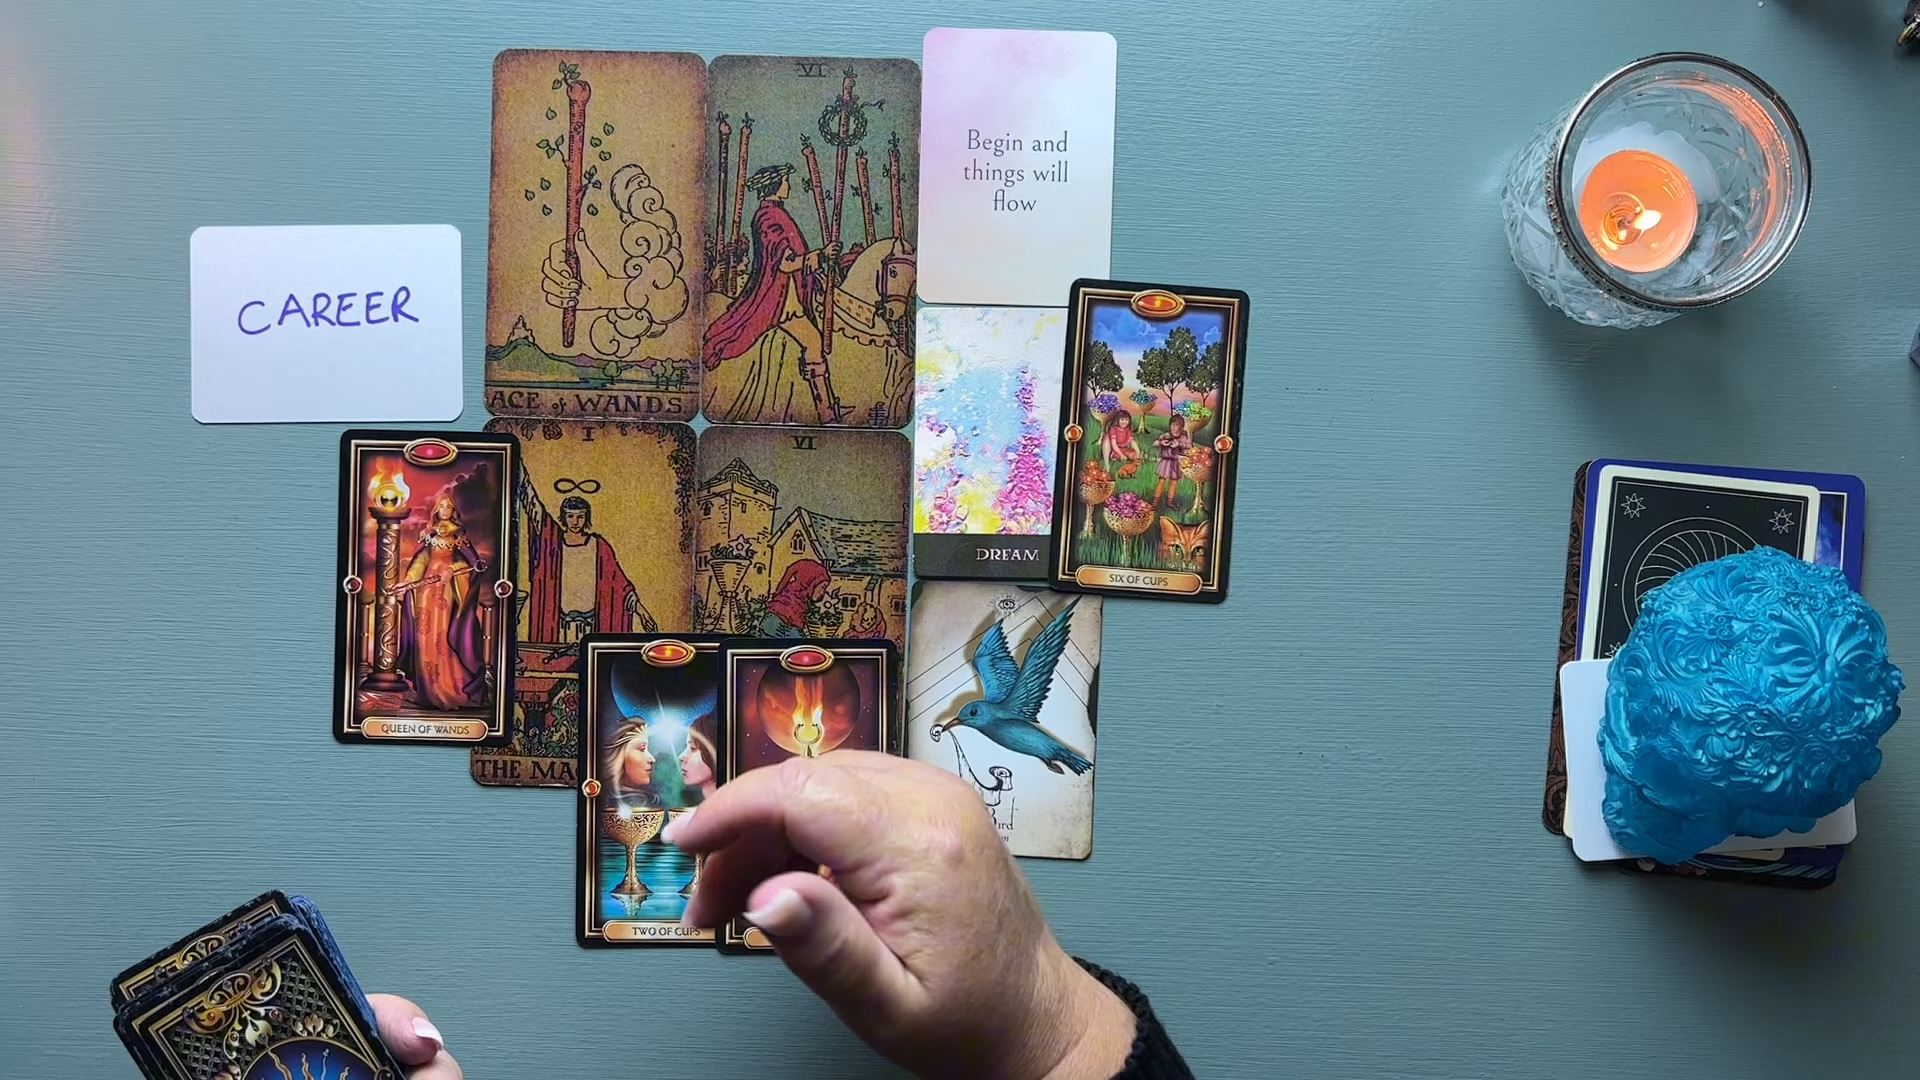 CAREER
ACE of WANDS
VI
Begin and
things will
flow
I
VI
DREAM
SIX OF CUPS
QUEEN OF WANDS
THE MA
TWO OF CUPS